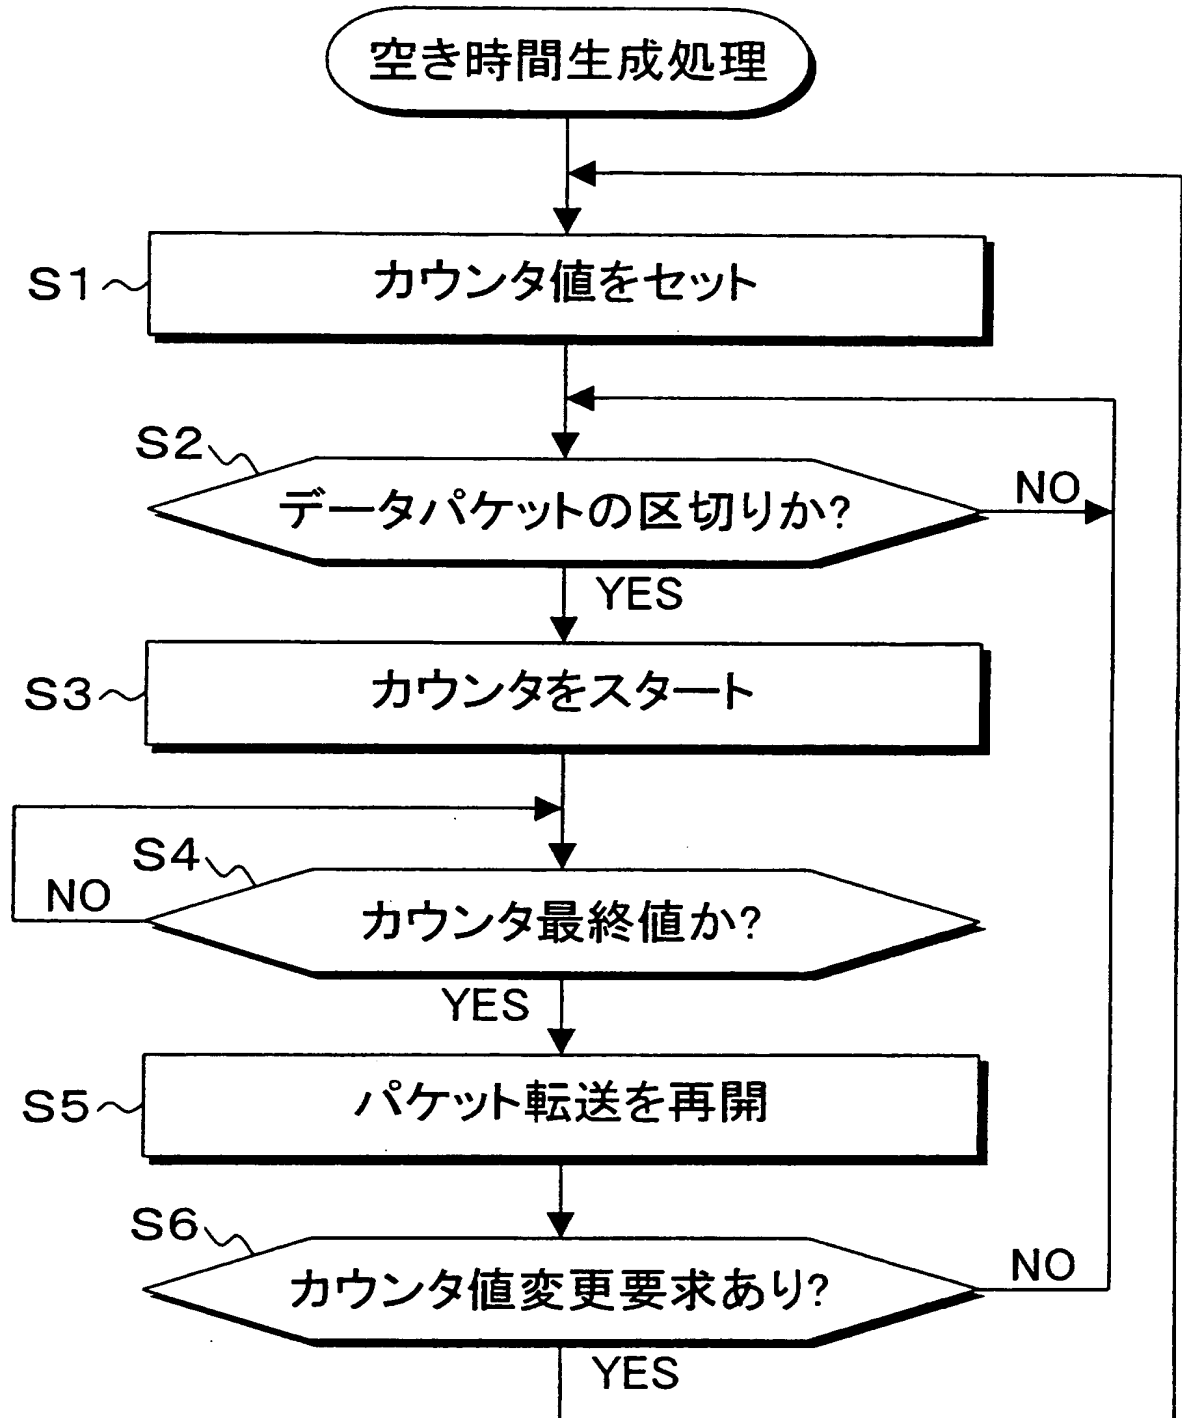 空き時間生成処理
S1
カウンタ値をセット
S2
データパケットの区切りか?
NO
YES
S3
カウンタをスタート
S4
NO
カウンタ最終値か?
YES
S5
パケット転送を再開
S6
カウンタ値変更要求あり?
NO
YES